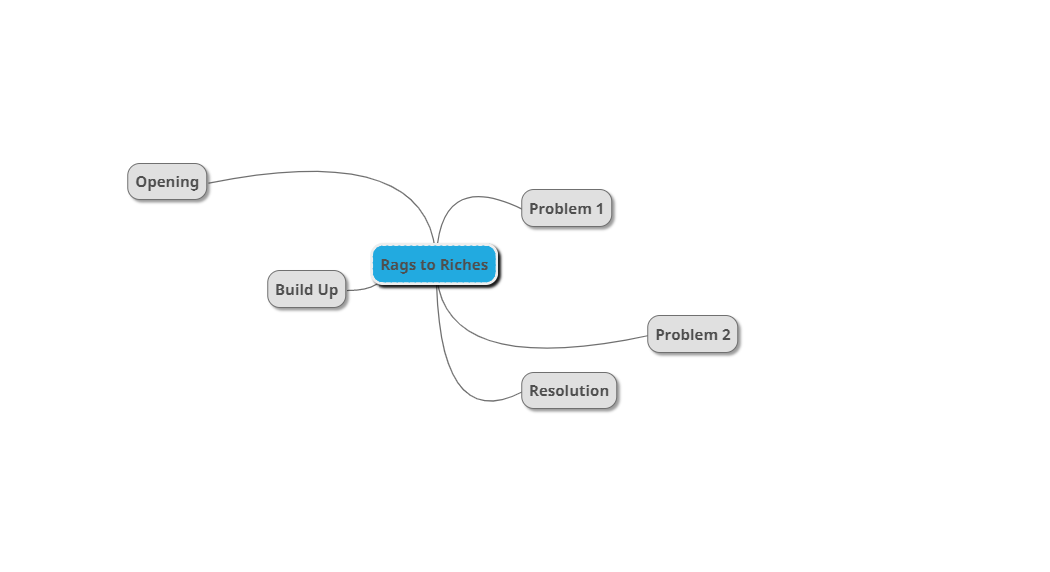 Opening
Problem 1
Rags to Riches
Build Up
Problem 2
Resolution